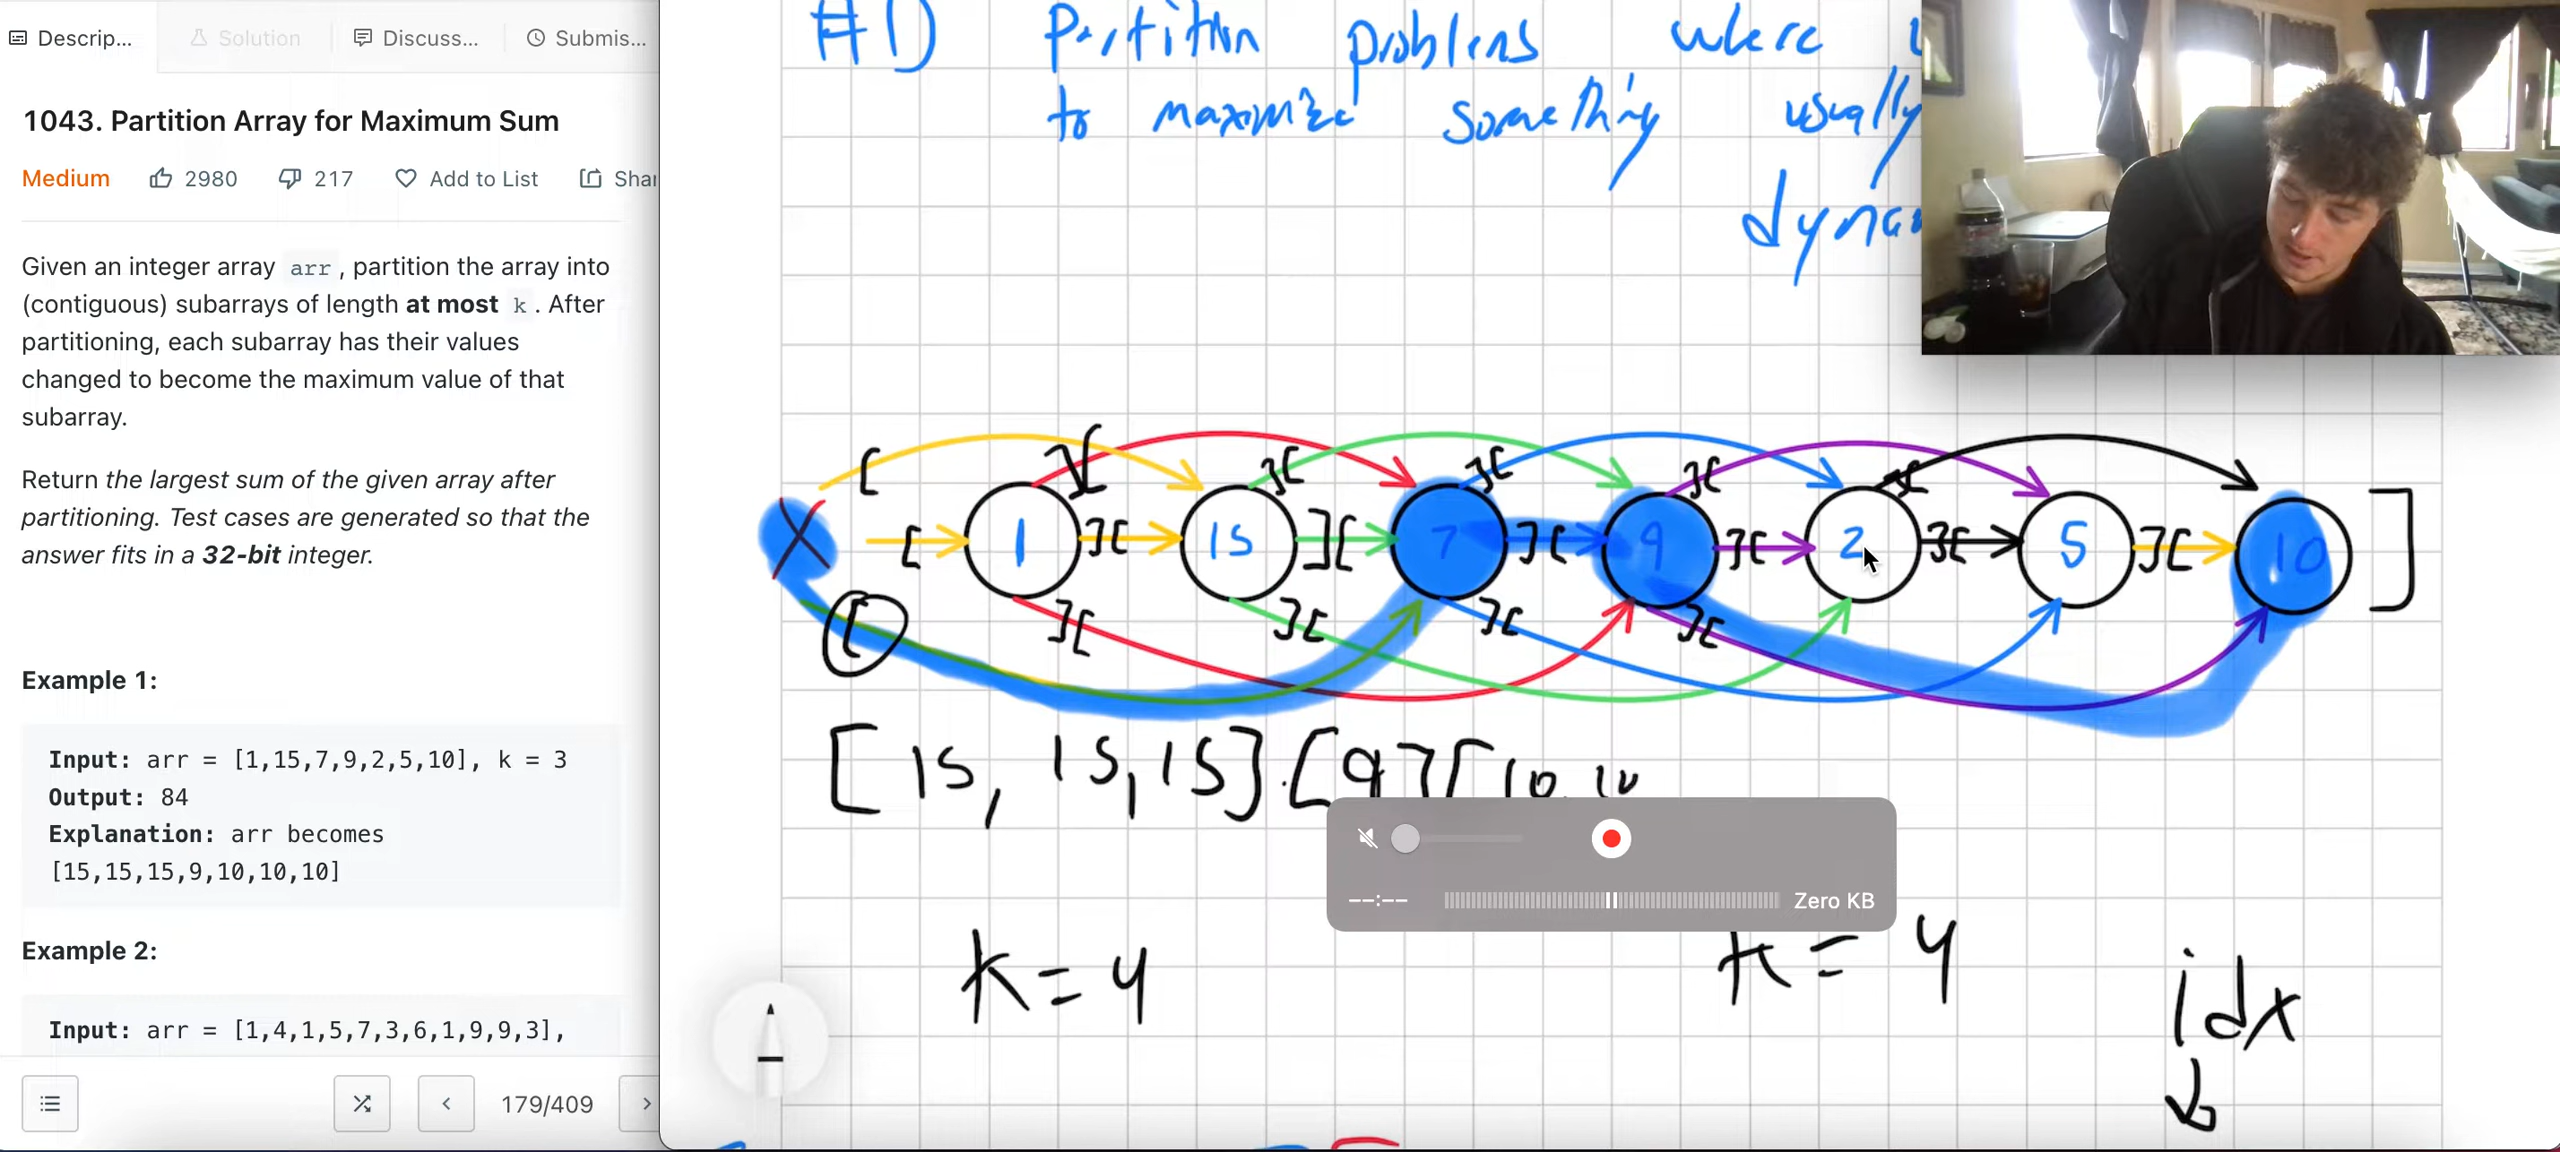 Descrip...
Solution
Discuss...
Submis...
1043. Partition Array for Maximum Sum
Medium 2980 217 Add to List Shar
Given an integer array arr , partition the array into
(contiguous) subarrays of length at most k . After
partitioning, each subarray has their values
changed to become the maximum value of that
subarray.
Return the largest sum of the given array after
partitioning. Test cases are generated so that the
answer fits in a 32-bit integer.
Example 1:
Input: arr = [1,15,7,9,2,5,10], k = 3
Output: 84
Explanation: arr becomes
[15,15,15,9,10,10,10]
Example 2:
Input: arr = [1,4,1,5,7,3,6,1,9,9,3],
179/409
#1) Partition problems where
to maximize something usually
dynam
[
][
][
][
][
X [ 1 ][ 15 ][ 7 ][ 9 ][ 2 ][ 5 ][ 10 ]
[
][
][
][
][
[15, 15, 15] [9] [10, 10
--:-- Zero KB
k = 4
k = 4
idx